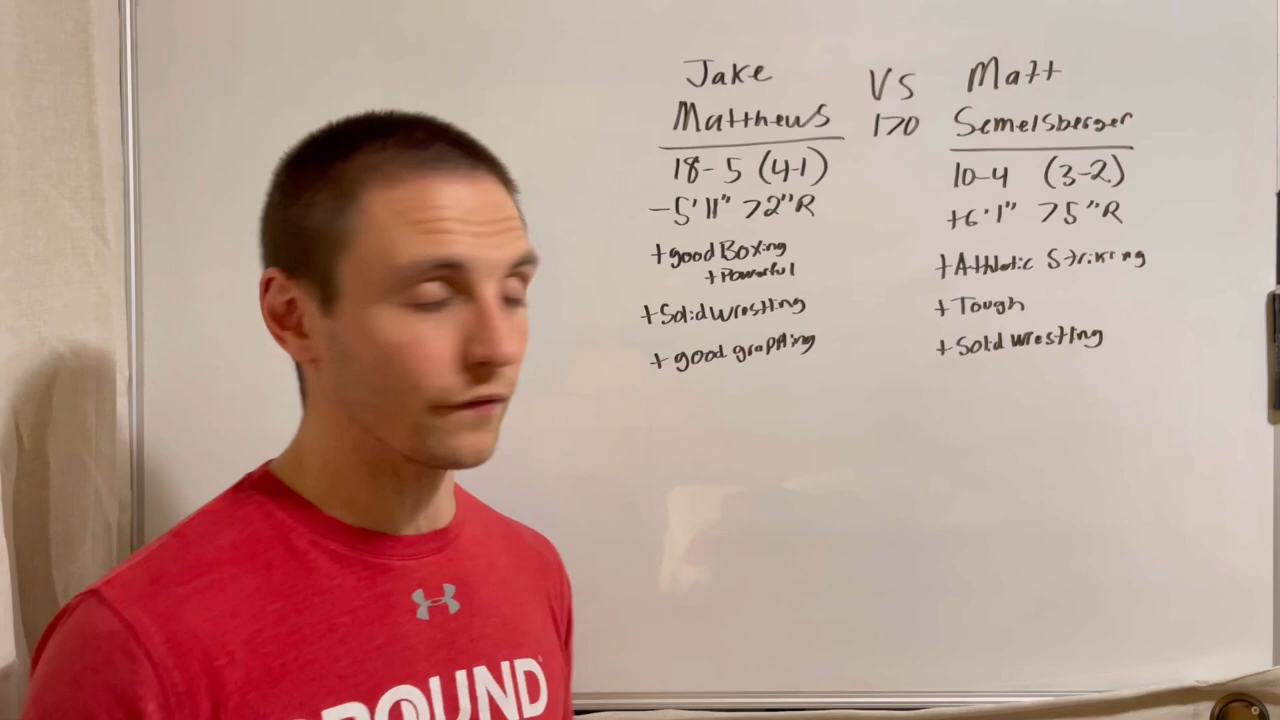 Jake
Matthews
18-5 (4-1)
-5'11" 72"R
+good Boxing
+Powerful
+Solid wrestling
+good grappling
VS
170
Matt
Semelsberger
10-4 (3-2)
+6'1" 75"R
+Athletic Striking
+Tough
+Solid wrestling